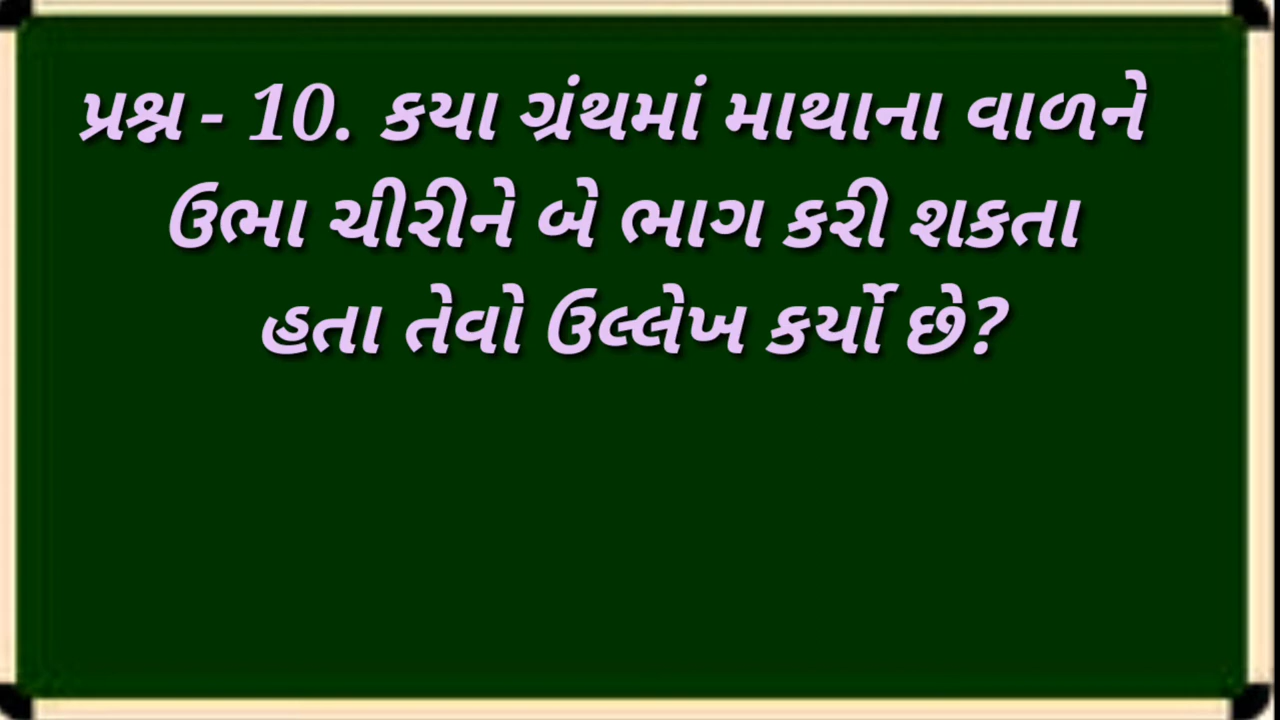 પ્રશ્ન - 10. કયા ગ્રંથમાં માથાના વાળને
ઉભા ચીરીને બે ભાગ કરી શકતા
હતા તેવો ઉલ્લેખ કર્યો છે?